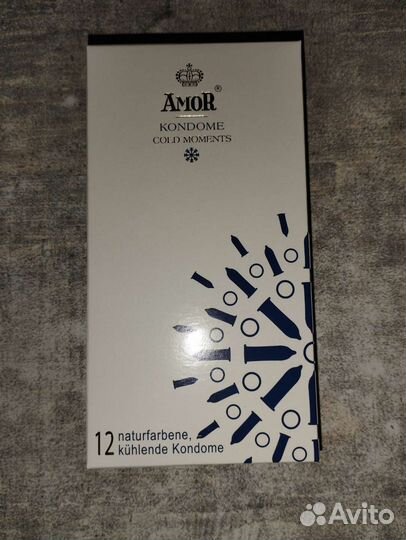 AMOR®
KONDOME
COLD MOMENTS
12 naturfarbene,
kühlende Kondome
Avito